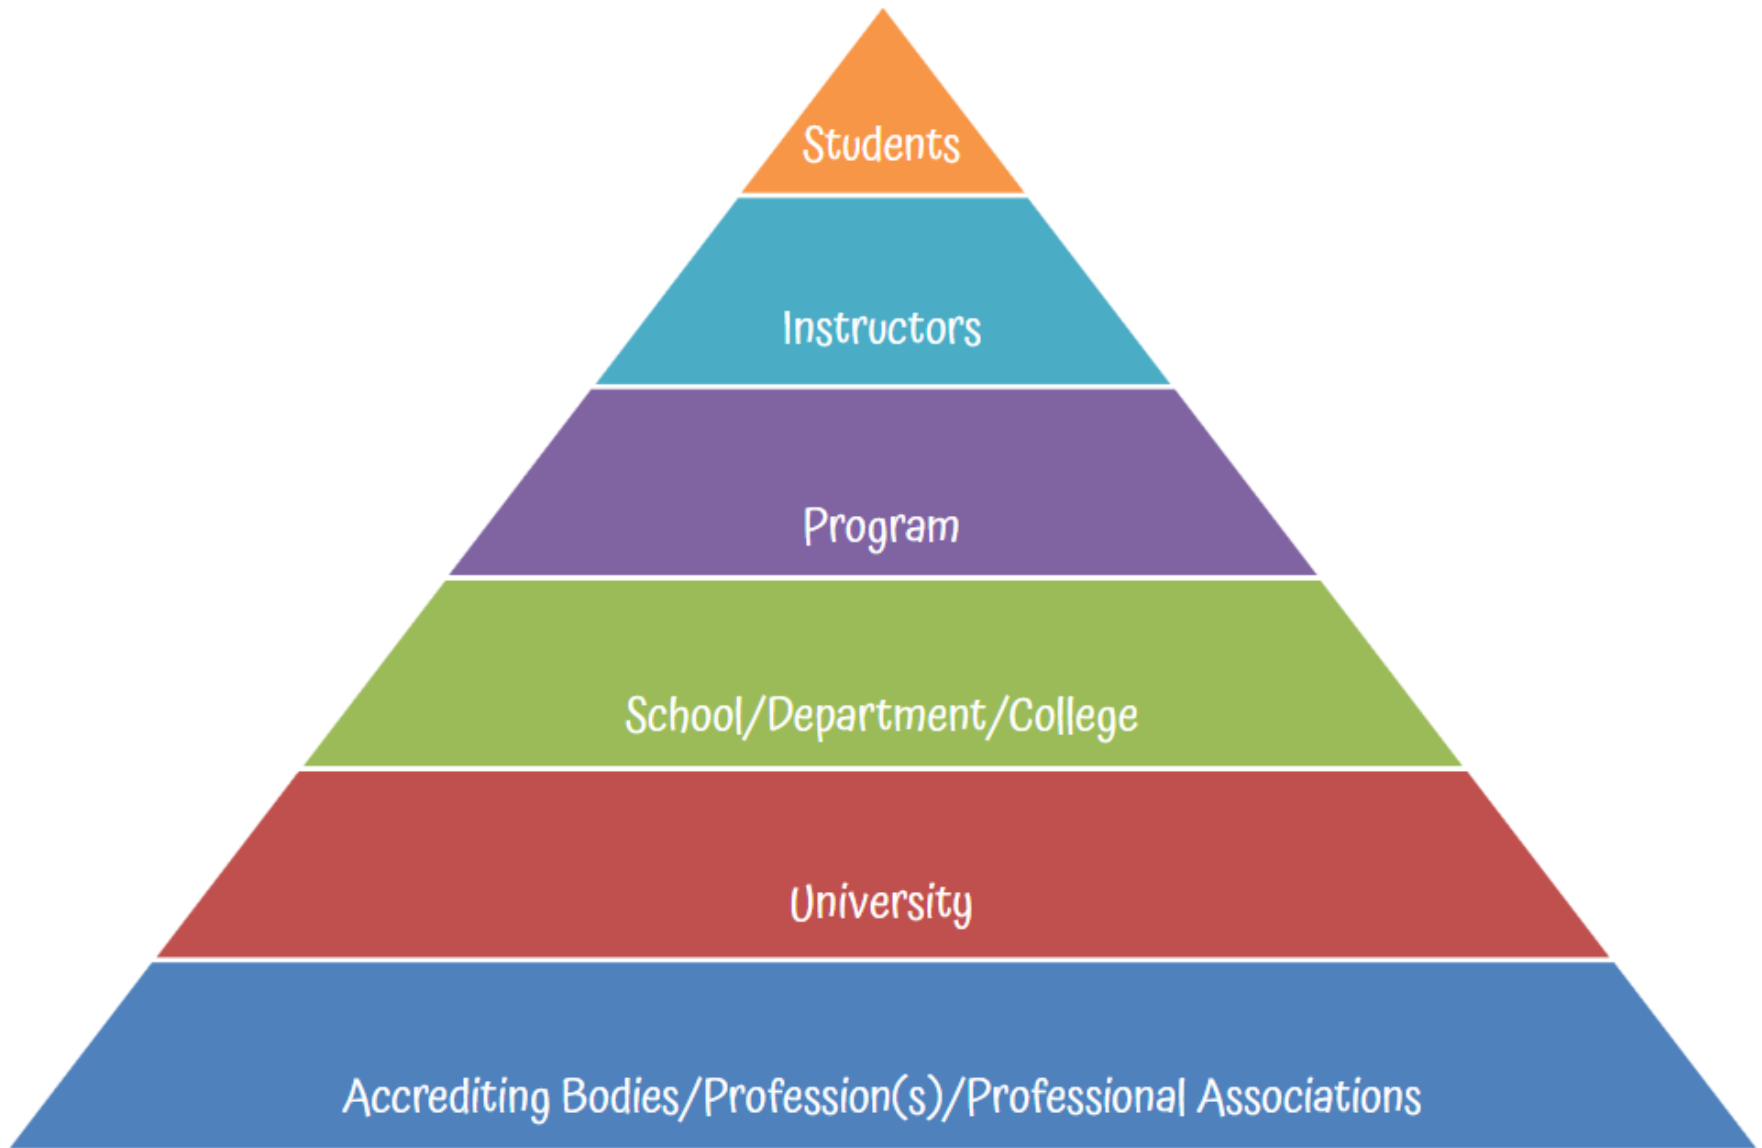 Students
Instructors
Program
School/Department/College
University
Accrediting Bodies/Profession(s)/Professional Associations